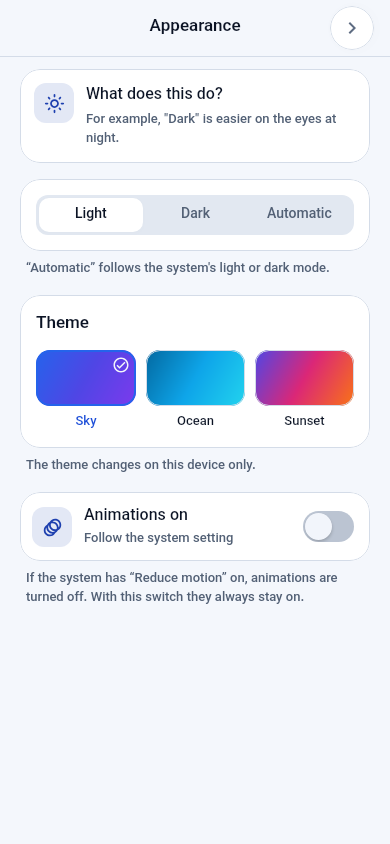 Appearance
What does this do?
For example, "Dark" is easier on the eyes at
night.
Light
Dark
Automatic
“Automatic” follows the system's light or dark mode.
Theme
Sky
Ocean
Sunset
The theme changes on this device only.
Animations on
Follow the system setting
If the system has “Reduce motion” on, animations are
turned off. With this switch they always stay on.